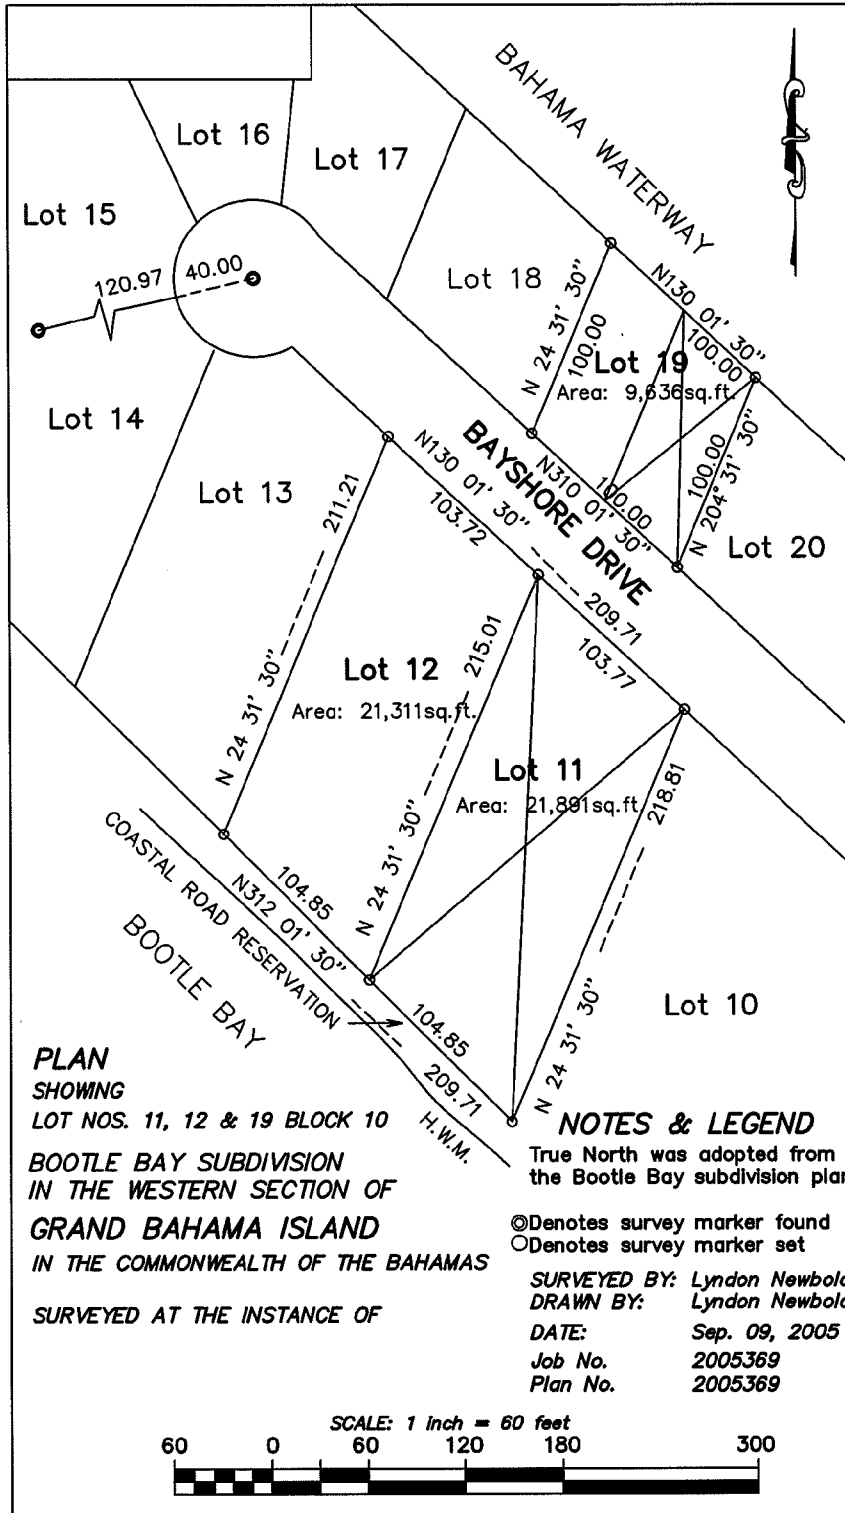 BAHAMA WATERWAY
Lot 16
Lot 17
Lot 15
Lot 18
120.97
40.00
N130 01' 30"
100.00
N 24 31' 30"
100.00
Lot 19
Area: 9,636sq.ft.
Lot 14
Lot 13
N 204° 31' 30"
100.00
N310 01' 30"
100.00
Lot 20
BAYSHORE DRIVE
N130 01' 30"
209.71
103.72
103.77
N 24 31' 30"
211.21
Lot 12
Area: 21,311sq.ft.
N 24 31' 30"
215.01
Lot 11
Area: 21,891sq.ft.
N 24 31' 30"
218.81
Lot 10
104.85
N312 01' 30"
209.71
104.85
COASTAL ROAD RESERVATION
BOOTLE BAY
H.W.M.
PLAN
SHOWING
LOT NOS. 11, 12 & 19 BLOCK 10
BOOTLE BAY SUBDIVISION
IN THE WESTERN SECTION OF
GRAND BAHAMA ISLAND
IN THE COMMONWEALTH OF THE BAHAMAS
SURVEYED AT THE INSTANCE OF
NOTES & LEGEND
True North was adopted from
the Bootle Bay subdivision plan
Denotes survey marker found
Denotes survey marker set
SURVEYED BY: Lyndon Newbold
DRAWN BY: Lyndon Newbold
DATE: Sep. 09, 2005
Job No. 2005369
Plan No. 2005369
SCALE: 1 inch = 60 feet
60 0 60 120 180 300